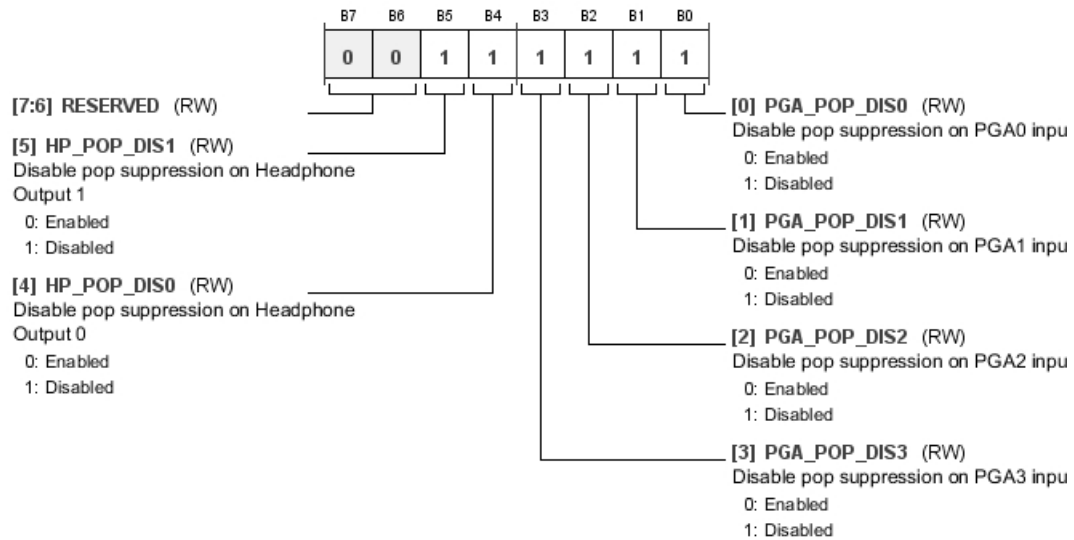 B7 B6 B5 B4 B3 B2 B1 B0
0 0 1 1 1 1 1 1
[7:6] RESERVED (RW)
[5] HP_POP_DIS1 (RW)
Disable pop suppression on Headphone
Output 1
0: Enabled
1: Disabled
[4] HP_POP_DIS0 (RW)
Disable pop suppression on Headphone
Output 0
0: Enabled
1: Disabled
[0] PGA_POP_DIS0 (RW)
Disable pop suppression on PGA0 inpu
0: Enabled
1: Disabled
[1] PGA_POP_DIS1 (RW)
Disable pop suppression on PGA1 inpu
0: Enabled
1: Disabled
[2] PGA_POP_DIS2 (RW)
Disable pop suppression on PGA2 inpu
0: Enabled
1: Disabled
[3] PGA_POP_DIS3 (RW)
Disable pop suppression on PGA3 inpu
0: Enabled
1: Disabled